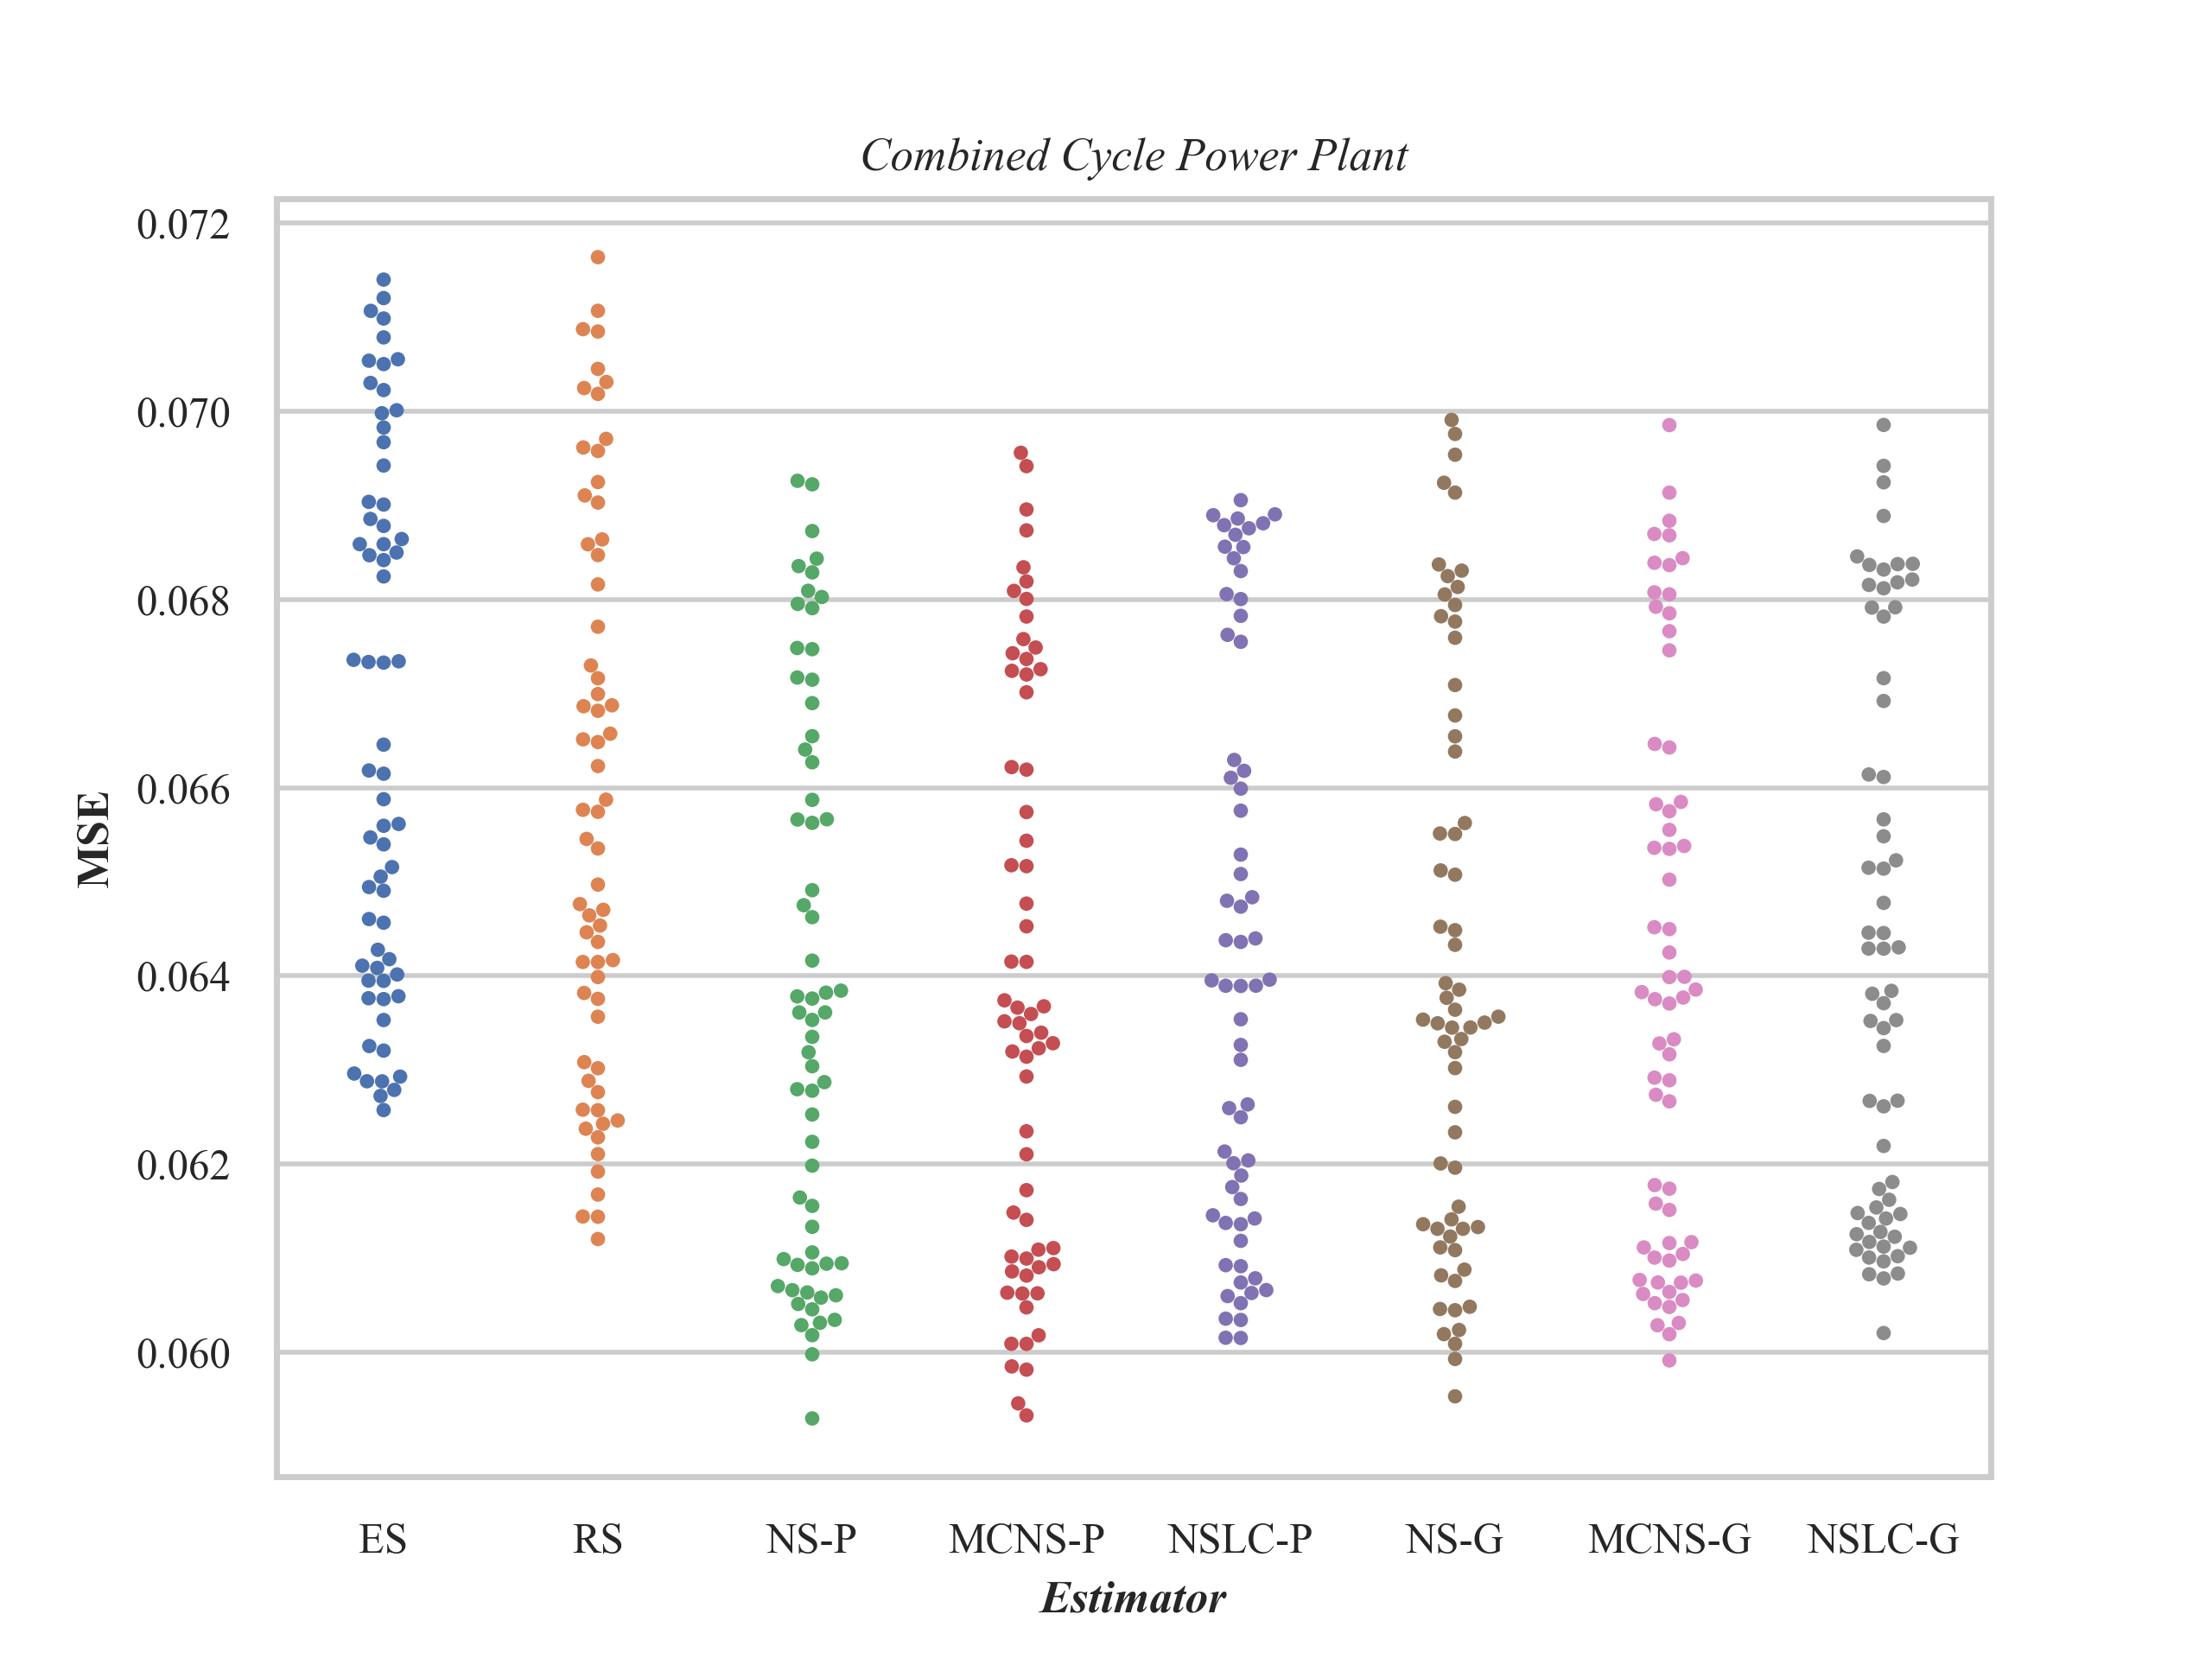 Combined Cycle Power Plant
0.072
0.070
0.068
0.066
0.064
0.062
0.060
MSE
ES RS NS-P MCNS-P NSLC-P NS-G MCNS-G NSLC-G
Estimator